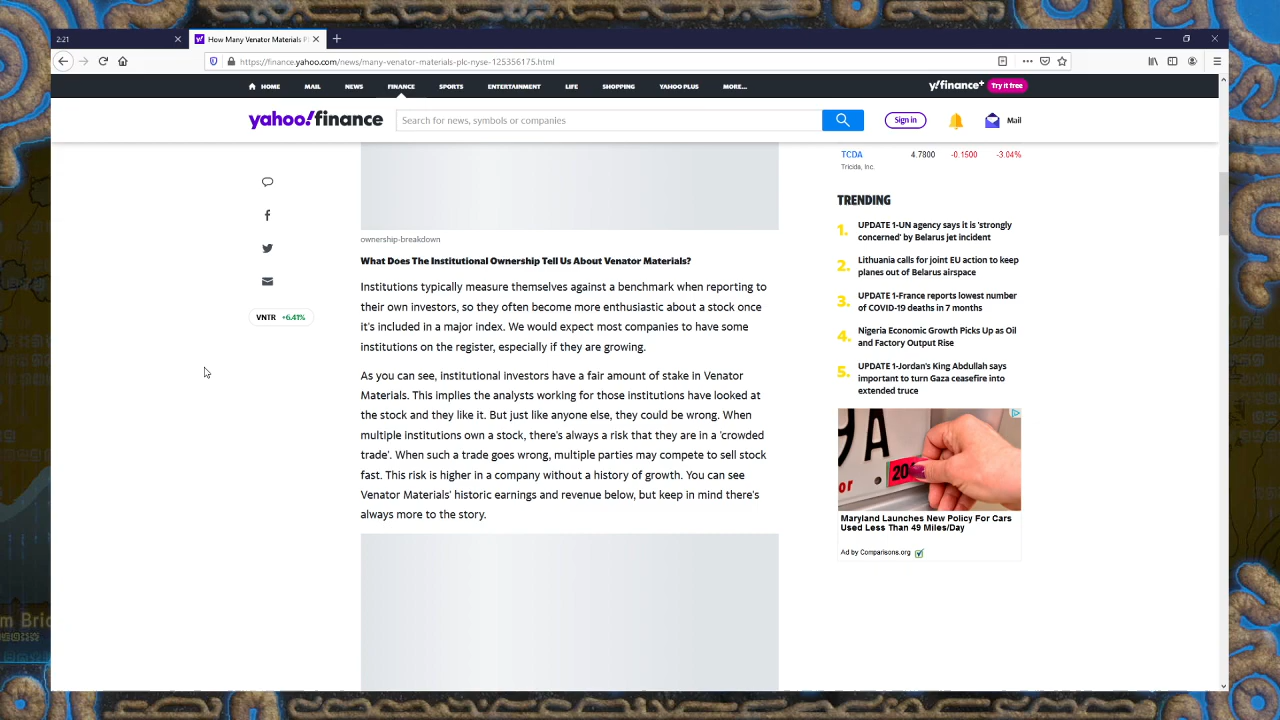 2:21
How Many Venator Materials Pl
https://finance.yahoo.com/news/many-venator-materials-plc-nyse-125356175.html
HOME MAIL NEWS FINANCE SPORTS ENTERTAINMENT LIFE SHOPPING YAHOO PLUS MORE...
y!finance+ Try it free
yahoo!finance
Search for news, symbols or companies
Sign in
Mail
TCDA 4.7800 -0.1500 -3.04%
Tricida, Inc.
ownership-breakdown
What Does The Institutional Ownership Tell Us About Venator Materials?
Institutions typically measure themselves against a benchmark when reporting to
their own investors, so they often become more enthusiastic about a stock once
it's included in a major index. We would expect most companies to have some
institutions on the register, especially if they are growing.
VNTR +6.41%
As you can see, institutional investors have a fair amount of stake in Venator
Materials. This implies the analysts working for those institutions have looked at
the stock and they like it. But just like anyone else, they could be wrong. When
multiple institutions own a stock, there's always a risk that they are in a 'crowded
trade'. When such a trade goes wrong, multiple parties may compete to sell stock
fast. This risk is higher in a company without a history of growth. You can see
Venator Materials' historic earnings and revenue below, but keep in mind there's
always more to the story.
TRENDING
1. UPDATE 1-UN agency says it is 'strongly
concerned' by Belarus jet incident
2. Lithuania calls for joint EU action to keep
planes out of Belarus airspace
3. UPDATE 1-France reports lowest number
of COVID-19 deaths in 7 months
4. Nigeria Economic Growth Picks Up as Oil
and Factory Output Rise
5. UPDATE 1-Jordan's King Abdullah says
important to turn Gaza ceasefire into
extended truce
9A
20
or
Maryland Launches New Policy For Cars
Used Less Than 49 Miles/Day
Ad by Comparisons.org
m Bric